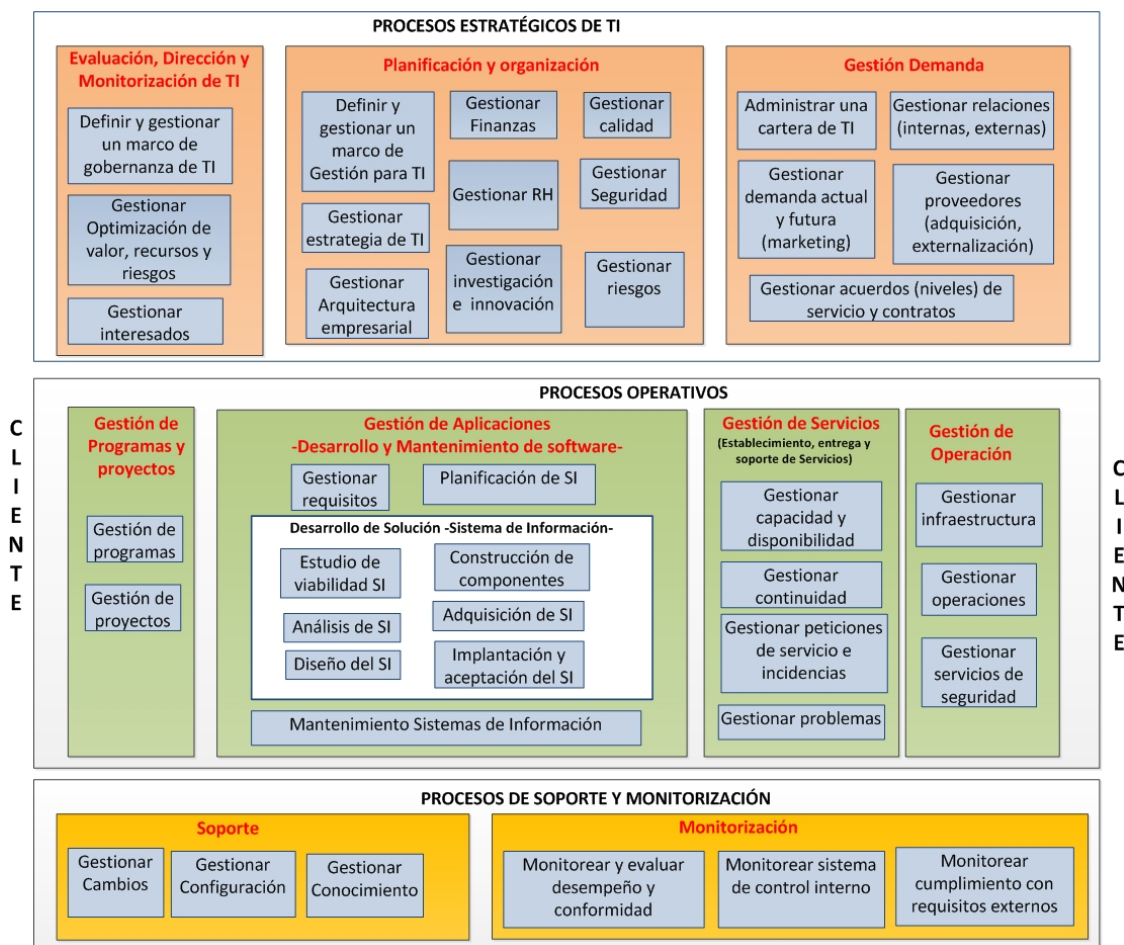 PROCESOS ESTRATÉGICOS DE TI
Evaluación, Dirección y
Monitorización de TI
Definir y gestionar
un marco de
gobernanza de TI
Gestionar
Optimización de
valor, recursos y
riesgos
Gestionar
interesados
Planificación y organización
Definir y
gestionar un
marco de
Gestión para TI
Gestionar
estrategia de TI
Gestionar
Arquitectura
empresarial
Gestionar
Finanzas
Gestionar RH
Gestionar
investigación
e innovación
Gestionar
calidad
Gestionar
Seguridad
Gestionar
riesgos
Gestión Demanda
Administrar una
cartera de TI
Gestionar relaciones
(internas, externas)
Gestionar
demanda actual
y futura
(marketing)
Gestionar
proveedores
(adquisición,
externalización)
Gestionar acuerdos (niveles) de
servicio y contratos
CLIENTE
PROCESOS OPERATIVOS
Gestión de
Programas y
proyectos
Gestión de
programas
Gestión de
proyectos
Gestión de Aplicaciones
-Desarrollo y Mantenimiento de software-
Gestionar
requisitos
Planificación de SI
Desarrollo de Solución -Sistema de Información-
Estudio de
viabilidad SI
Análisis de SI
Diseño del SI
Construcción de
componentes
Adquisición de SI
Implantación y
aceptación del SI
Mantenimiento Sistemas de Información
Gestión de Servicios
(Establecimiento, entrega y
soporte de Servicios)
Gestionar
capacidad y
disponibilidad
Gestionar
continuidad
Gestionar peticiones
de servicio e
incidencias
Gestionar problemas
Gestión de
Operación
Gestionar
infraestructura
Gestionar
operaciones
Gestionar
servicios de
seguridad
CLIENTE
PROCESOS DE SOPORTE Y MONITORIZACIÓN
Soporte
Gestionar
Cambios
Gestionar
Configuración
Gestionar
Conocimiento
Monitorización
Monitorear y evaluar
desempeño y
conformidad
Monitorear sistema
de control interno
Monitorear
cumplimiento con
requisitos externos